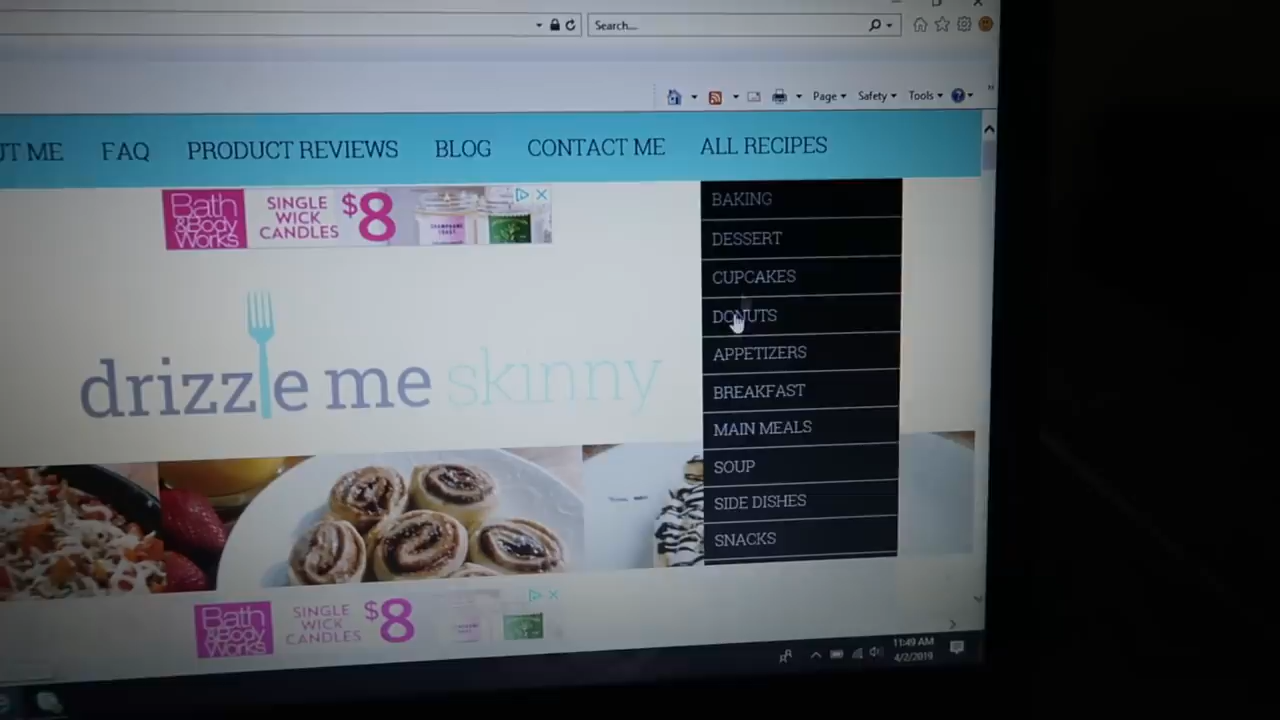 Search...
Page
Safety
Tools
UT ME FAQ PRODUCT REVIEWS BLOG CONTACT ME ALL RECIPES
Bath
& Body
Works
SINGLE
WICK
CANDLES
$8
BAKING
DESSERT
CUPCAKES
DONUTS
APPETIZERS
BREAKFAST
MAIN MEALS
SOUP
SIDE DISHES
SNACKS
drizzle me skinny
Bath
& Body
Works
SINGLE
WICK
CANDLES
$8
11:49 AM
4/2/2019